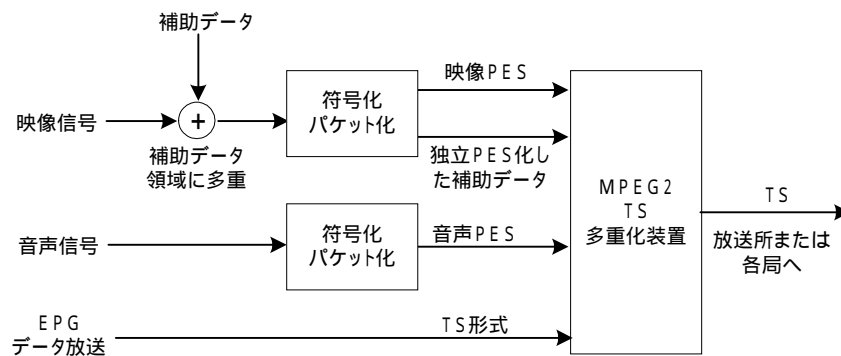 補助データ
映像信号
+
補助データ
領域に多重
符号化
パケット化
映像PES
独立PES化し
た補助データ
音声信号
符号化
パケット化
音声PES
EPG
データ放送
TS形式
MPEG2
TS
多重化装置
TS
放送所または
各局へ